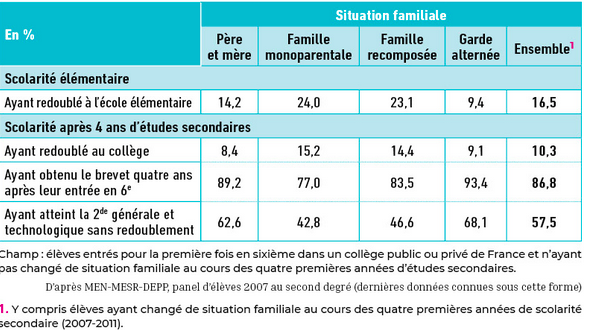 En %
Situation familiale
Père et mère
Famille monoparentale
Famille recomposée
Garde alternée
Ensemble1
Scolarité élémentaire
Ayant redoublé à l'école élémentaire 14,2 24,0 23,1 9,4 16,5
Scolarité après 4 ans d'études secondaires
Ayant redoublé au collège 8,4 15,2 14,4 9,1 10,3
Ayant obtenu le brevet quatre ans
après leur entrée en 6e 89,2 77,0 83,5 93,4 86,8
Ayant atteint la 2de générale et
technologique sans redoublement 62,6 42,8 46,6 68,1 57,5
Champ : élèves entrés pour la première fois en sixième dans un collège public ou privé de France et n'ayant
pas changé de situation familiale au cours des quatre premières années d'études secondaires.
D'après MEN-MESR-DEPP, panel d'élèves 2007 au second degré (dernières données connues sous cette forme)
1. Y compris élèves ayant changé de situation familiale au cours des quatre premières années de scolarité
secondaire (2007-2011).